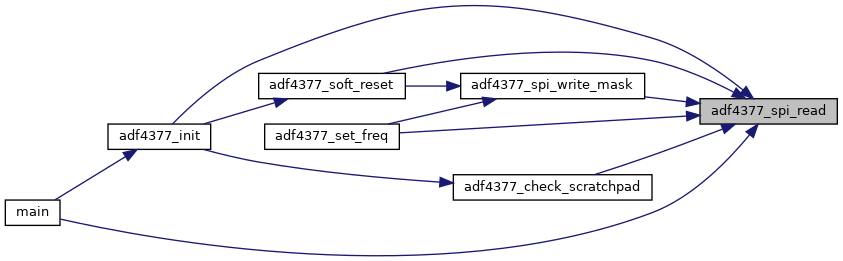 adf4377_soft_reset
adf4377_spi_write_mask
adf4377_spi_read
adf4377_init
adf4377_set_freq
adf4377_check_scratchpad
main